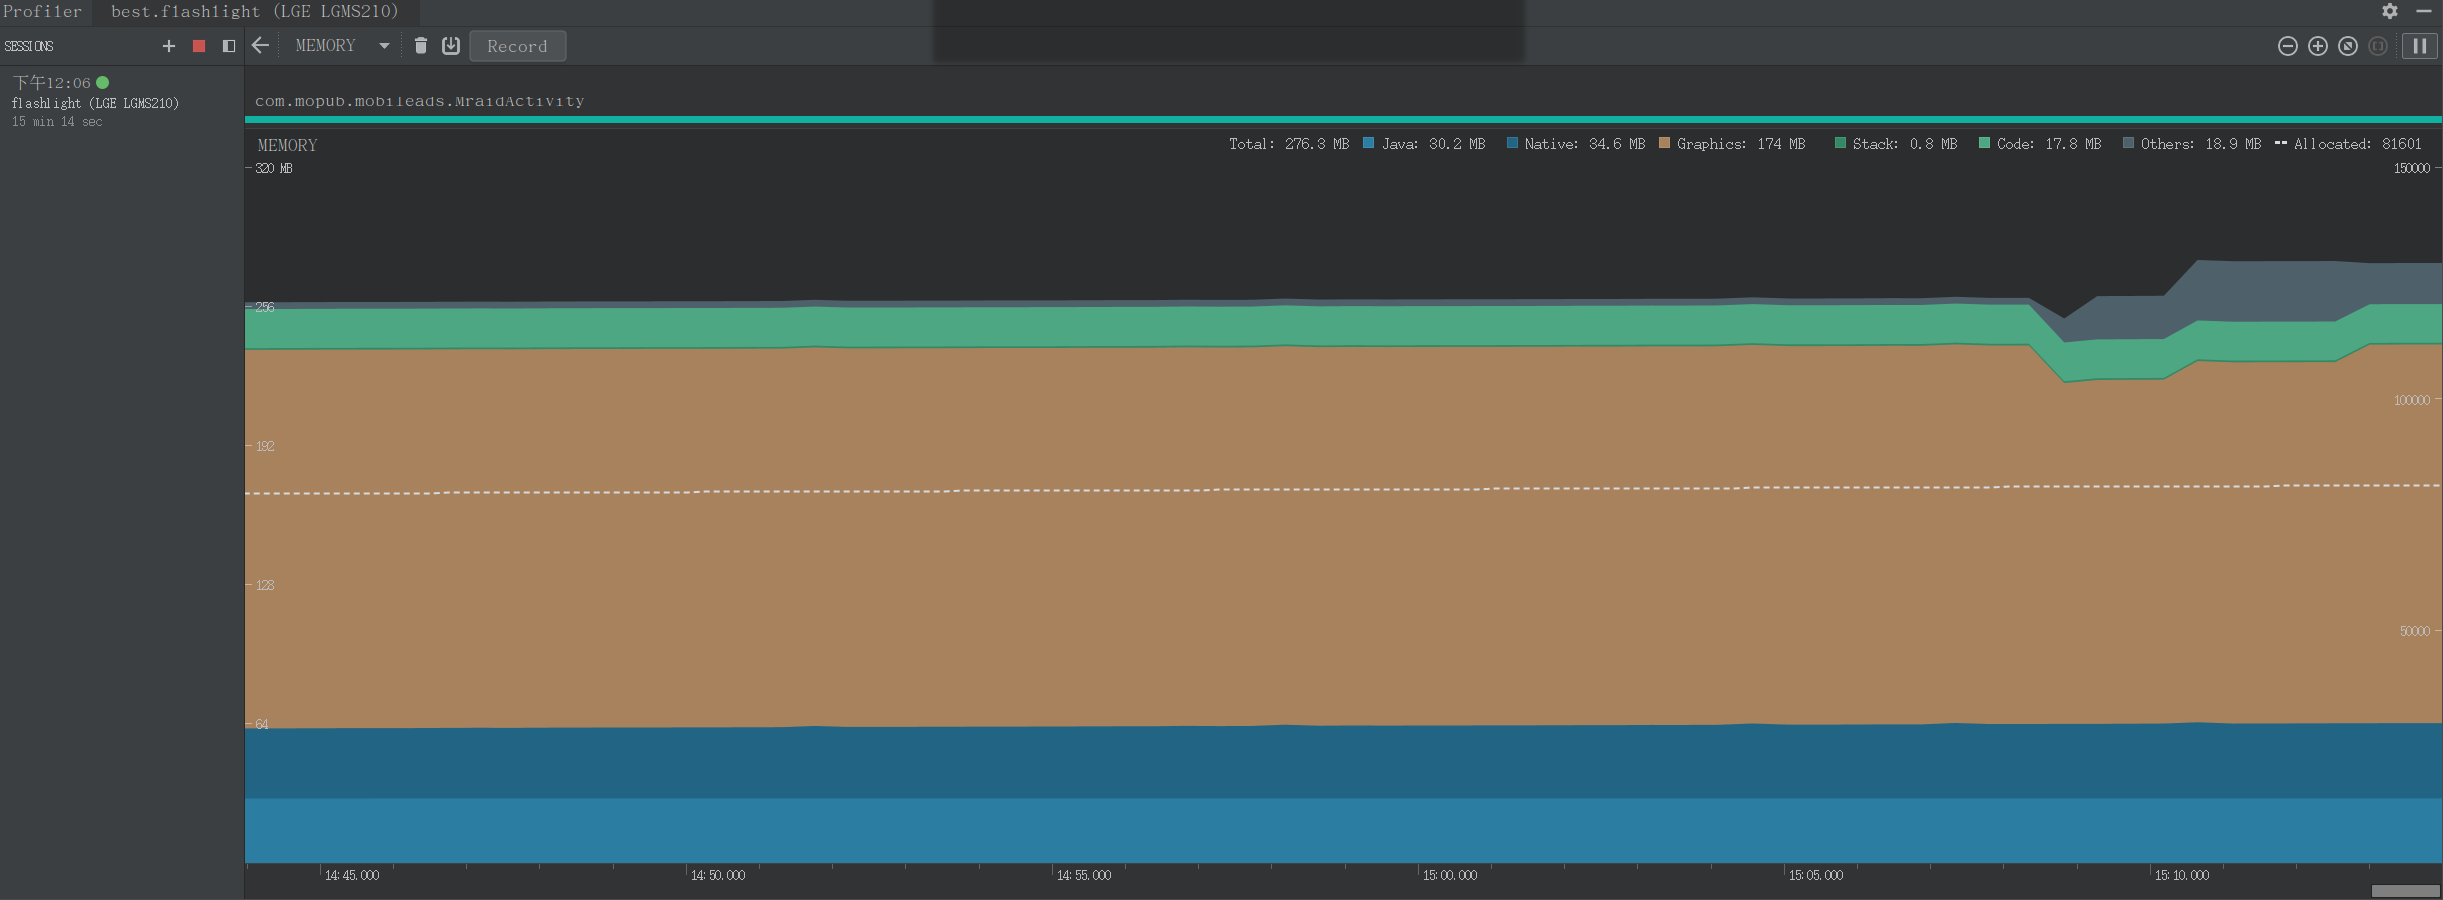 Profiler best.flashlight (LGE LGMS210)
SESSIONS MEMORY Record
下午12:06
flashlight (LGE LGMS210)
15 min 14 sec
com.mopub.mobileads.MraidActivity
MEMORY Total: 276.3 MB Java: 30.2 MB Native: 34.6 MB Graphics: 174 MB Stack: 0.8 MB Code: 17.8 MB Others: 18.9 MB Allocated: 81601
320 MB 150000
256
100000
192
128
50000
64
14:45.000 14:50.000 14:55.000 15:00.000 15:05.000 15:10.000